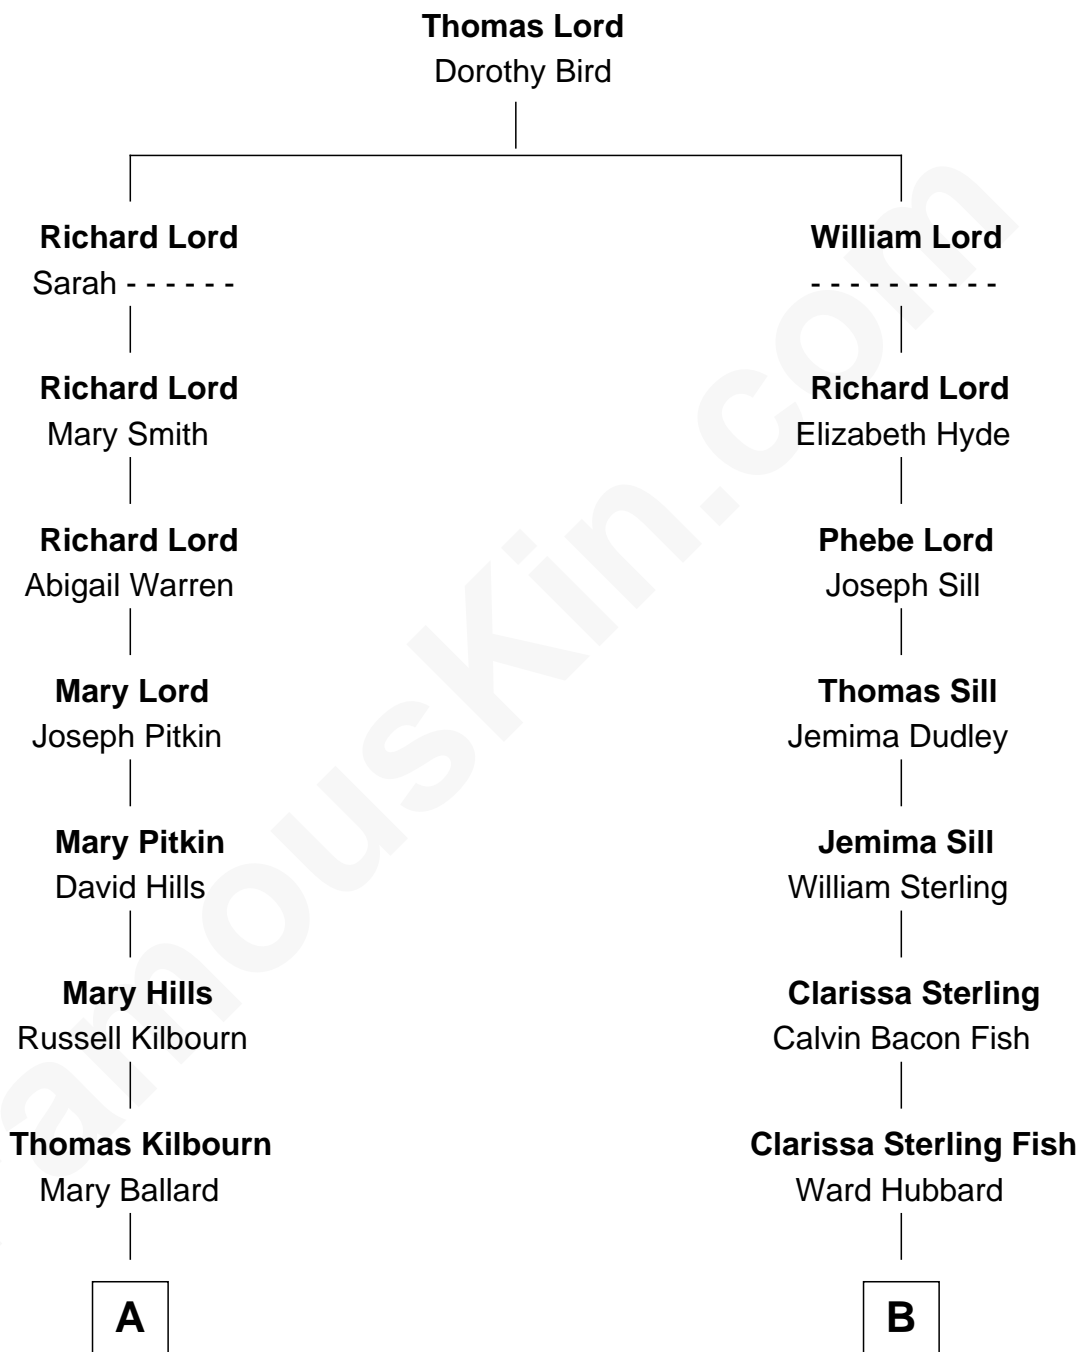 Thomas Lord
Dorothy Bird
Richard Lord
Sarah - - - - - -
William Lord
- - - - - - - - - -
Richard Lord
Mary Smith
Richard Lord
Elizabeth Hyde
Richard Lord
Abigail Warren
Phebe Lord
Joseph Sill
Mary Lord
Joseph Pitkin
Thomas Sill
Jemima Dudley
Mary Pitkin
David Hills
Jemima Sill
William Sterling
Mary Hills
Russell Kilbourn
Clarissa Sterling
Calvin Bacon Fish
Thomas Kilbourn
Mary Ballard
Clarissa Sterling Fish
Ward Hubbard
A
B
amouskin.com